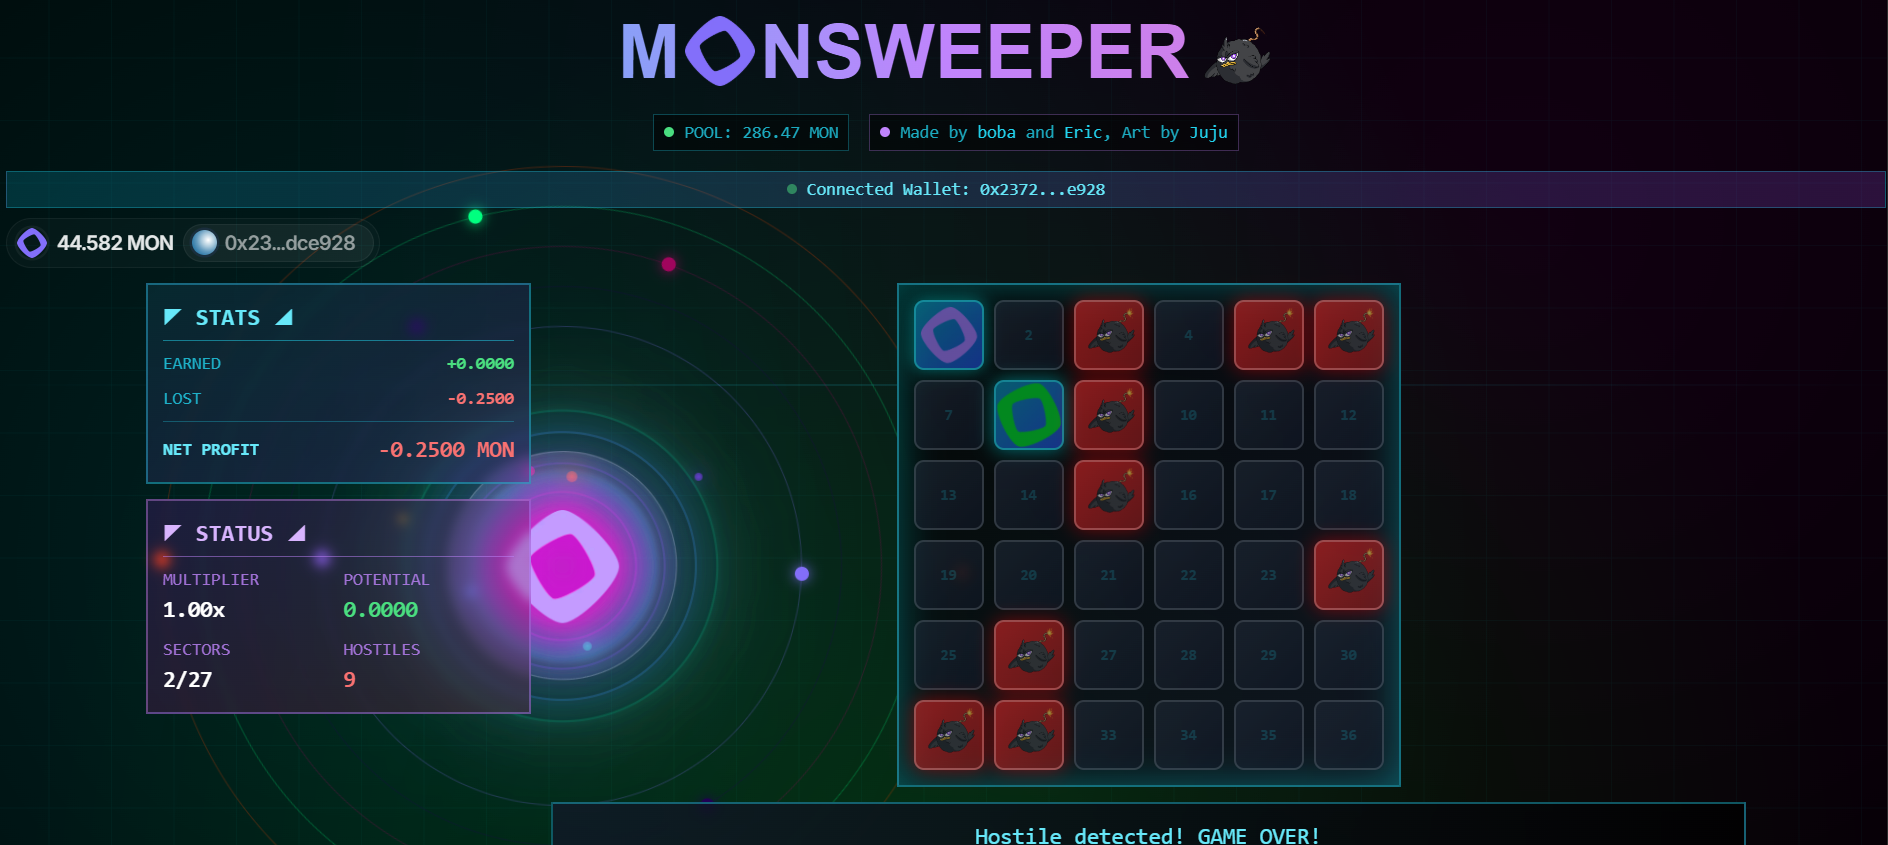 MONSWEEPER
POOL: 286.47 MON
Made by boba and Eric, Art by Juju
Connected Wallet: 0x2372...e928
44.582 MON
0x23...dce928
STATS
EARNED +0.0000
LOST -0.2500
NET PROFIT -0.2500 MON
STATUS
MULTIPLIER POTENTIAL
1.00x 0.0000
SECTORS HOSTILES
2/27 9
2 4
7 10 11 12
13 14 16 17 18
19 20 21 22 23
25 27 28 29 30
33 34 35 36
Hostile detected! GAME OVER!